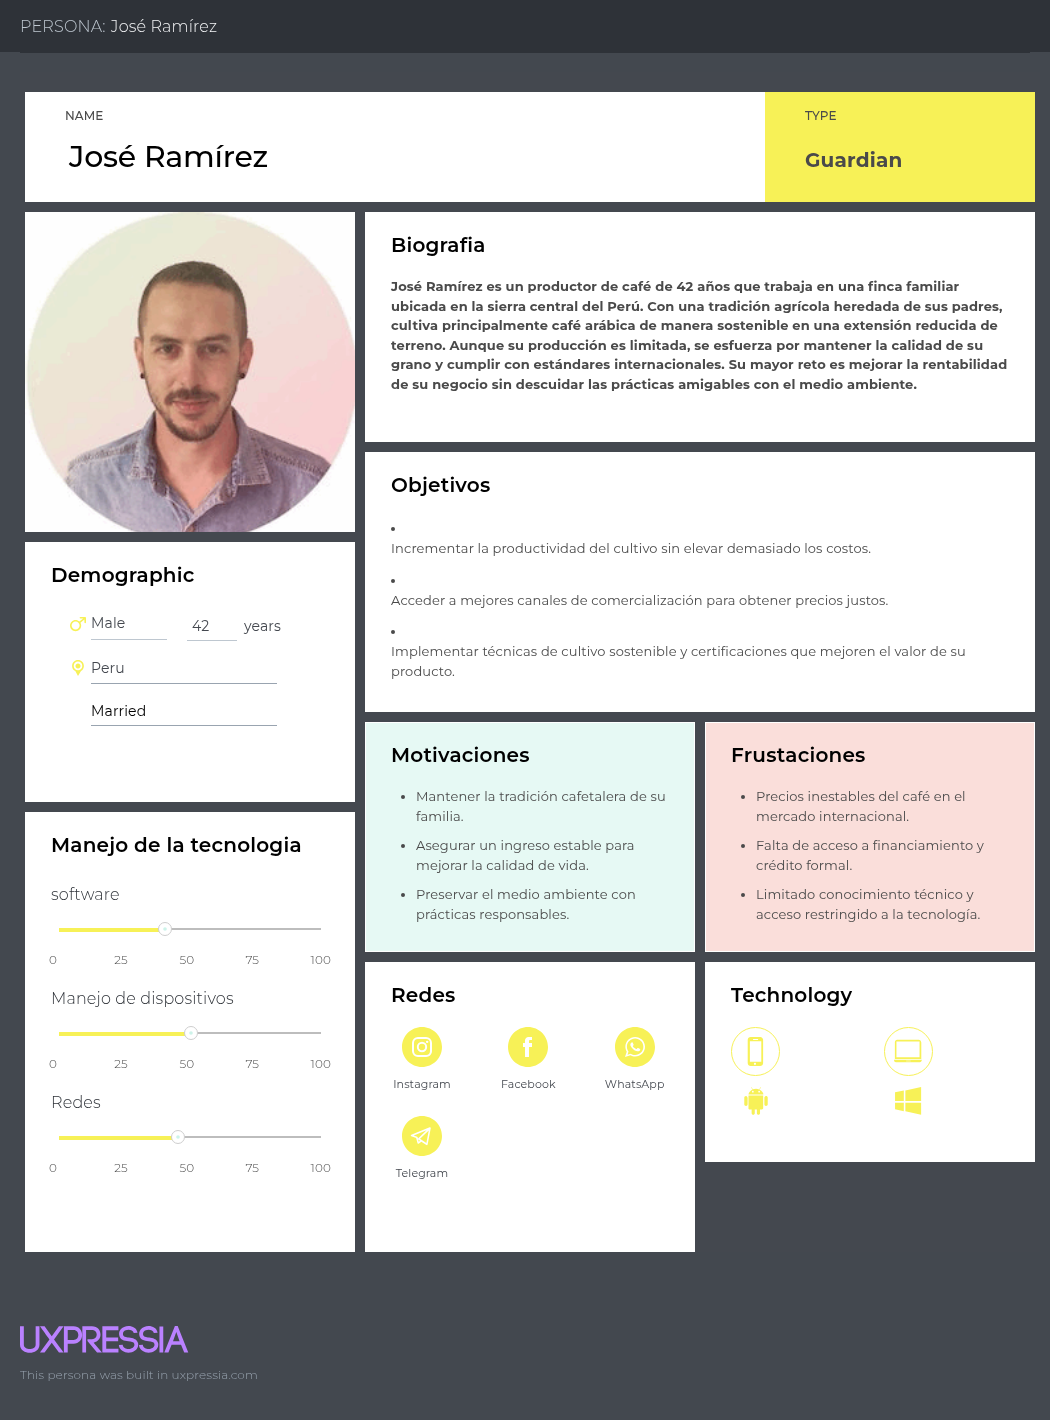 PERSONA: José Ramírez
NAME
José Ramírez
TYPE
Guardian
Biografia
José Ramírez es un productor de café de 42 años que trabaja en una finca familiar
ubicada en la sierra central del Perú. Con una tradición agrícola heredada de sus padres,
cultiva principalmente café arábica de manera sostenible en una extensión reducida de
terreno. Aunque su producción es limitada, se esfuerza por mantener la calidad de su
grano y cumplir con estándares internacionales. Su mayor reto es mejorar la rentabilidad
de su negocio sin descuidar las prácticas amigables con el medio ambiente.
Objetivos
•
Incrementar la productividad del cultivo sin elevar demasiado los costos.
•
Acceder a mejores canales de comercialización para obtener precios justos.
•
Implementar técnicas de cultivo sostenible y certificaciones que mejoren el valor de su
producto.
Demographic
Male 42 years
Peru
Married
Motivaciones
• Mantener la tradición cafetalera de su
familia.
• Asegurar un ingreso estable para
mejorar la calidad de vida.
• Preservar el medio ambiente con
prácticas responsables.
Frustaciones
• Precios inestables del café en el
mercado internacional.
• Falta de acceso a financiamiento y
crédito formal.
• Limitado conocimiento técnico y
acceso restringido a la tecnología.
Manejo de la tecnologia
software
0 25 50 75 100
Manejo de dispositivos
0 25 50 75 100
Redes
0 25 50 75 100
Redes
Instagram Facebook WhatsApp
Telegram
Technology
UXPRESSIA
This persona was built in uxpressia.com